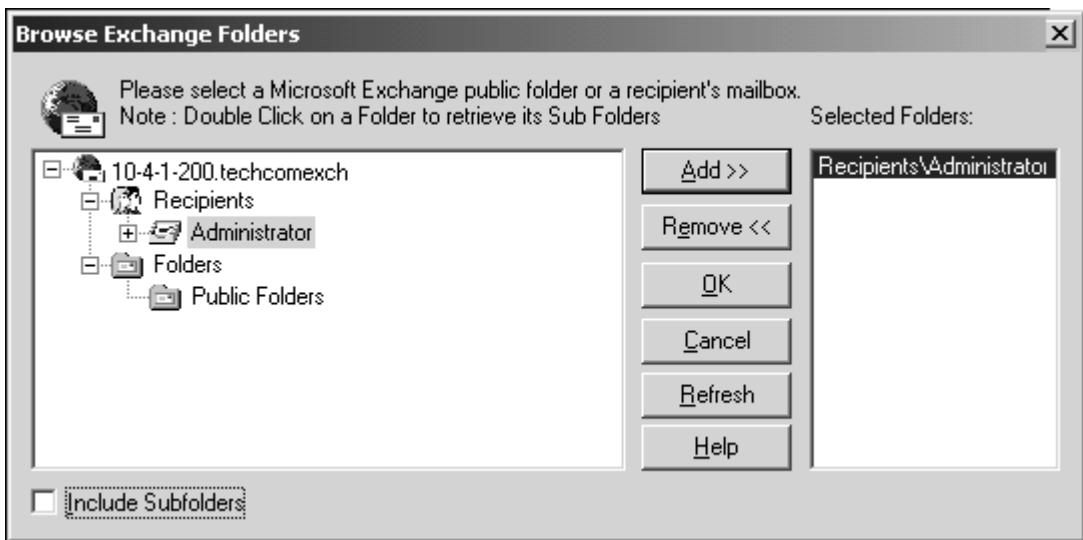 Browse Exchange Folders
Please select a Microsoft Exchange public folder or a recipient's mailbox.
Note : Double Click on a Folder to retrieve its Sub Folders
Selected Folders:
10-4-1-200.techcomexch
Recipients
Administrator
Folders
Public Folders
Add >>
Remove <<
OK
Cancel
Refresh
Help
Recipients\Administrator
Include Subfolders